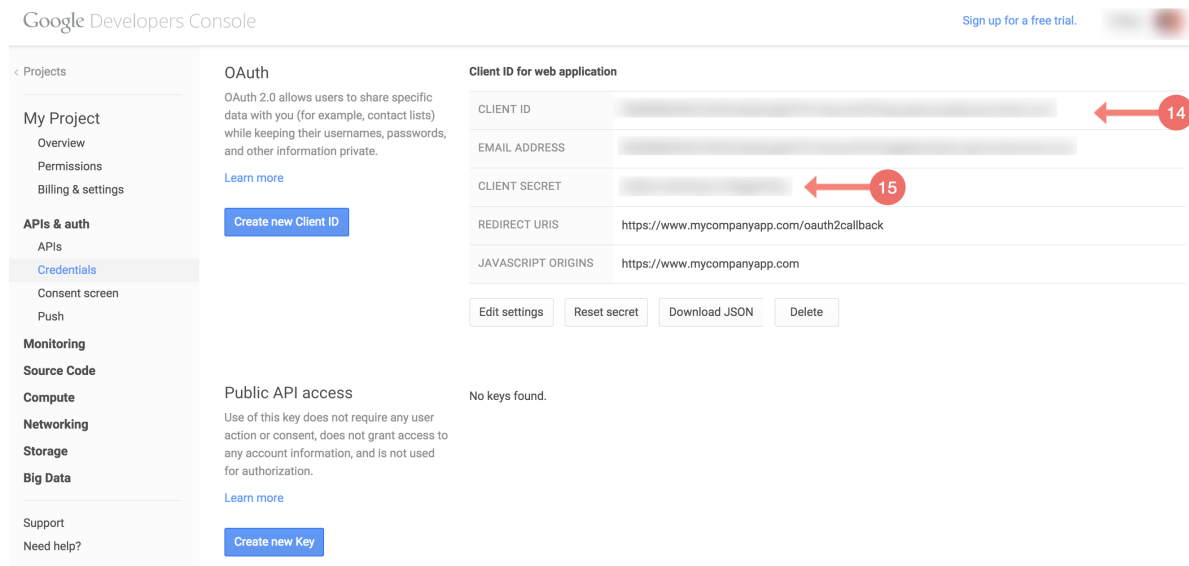 Google Developers Console
Sign up for a free trial.
< Projects
My Project
Overview
Permissions
Billing & settings
APIs & auth
APIs
Credentials
Consent screen
Push
Monitoring
Source Code
Compute
Networking
Storage
Big Data
Support
Need help?
OAuth
OAuth 2.0 allows users to share specific
data with you (for example, contact lists)
while keeping their usernames, passwords,
and other information private.
Learn more
Create new Client ID
Client ID for web application
CLIENT ID
14
EMAIL ADDRESS
CLIENT SECRET
15
REDIRECT URIS https://www.mycompanyapp.com/oauth2callback
JAVASCRIPT ORIGINS https://www.mycompanyapp.com
Edit settings Reset secret Download JSON Delete
Public API access
Use of this key does not require any user
action or consent, does not grant access to
any account information, and is not used
for authorization.
Learn more
Create new Key
No keys found.